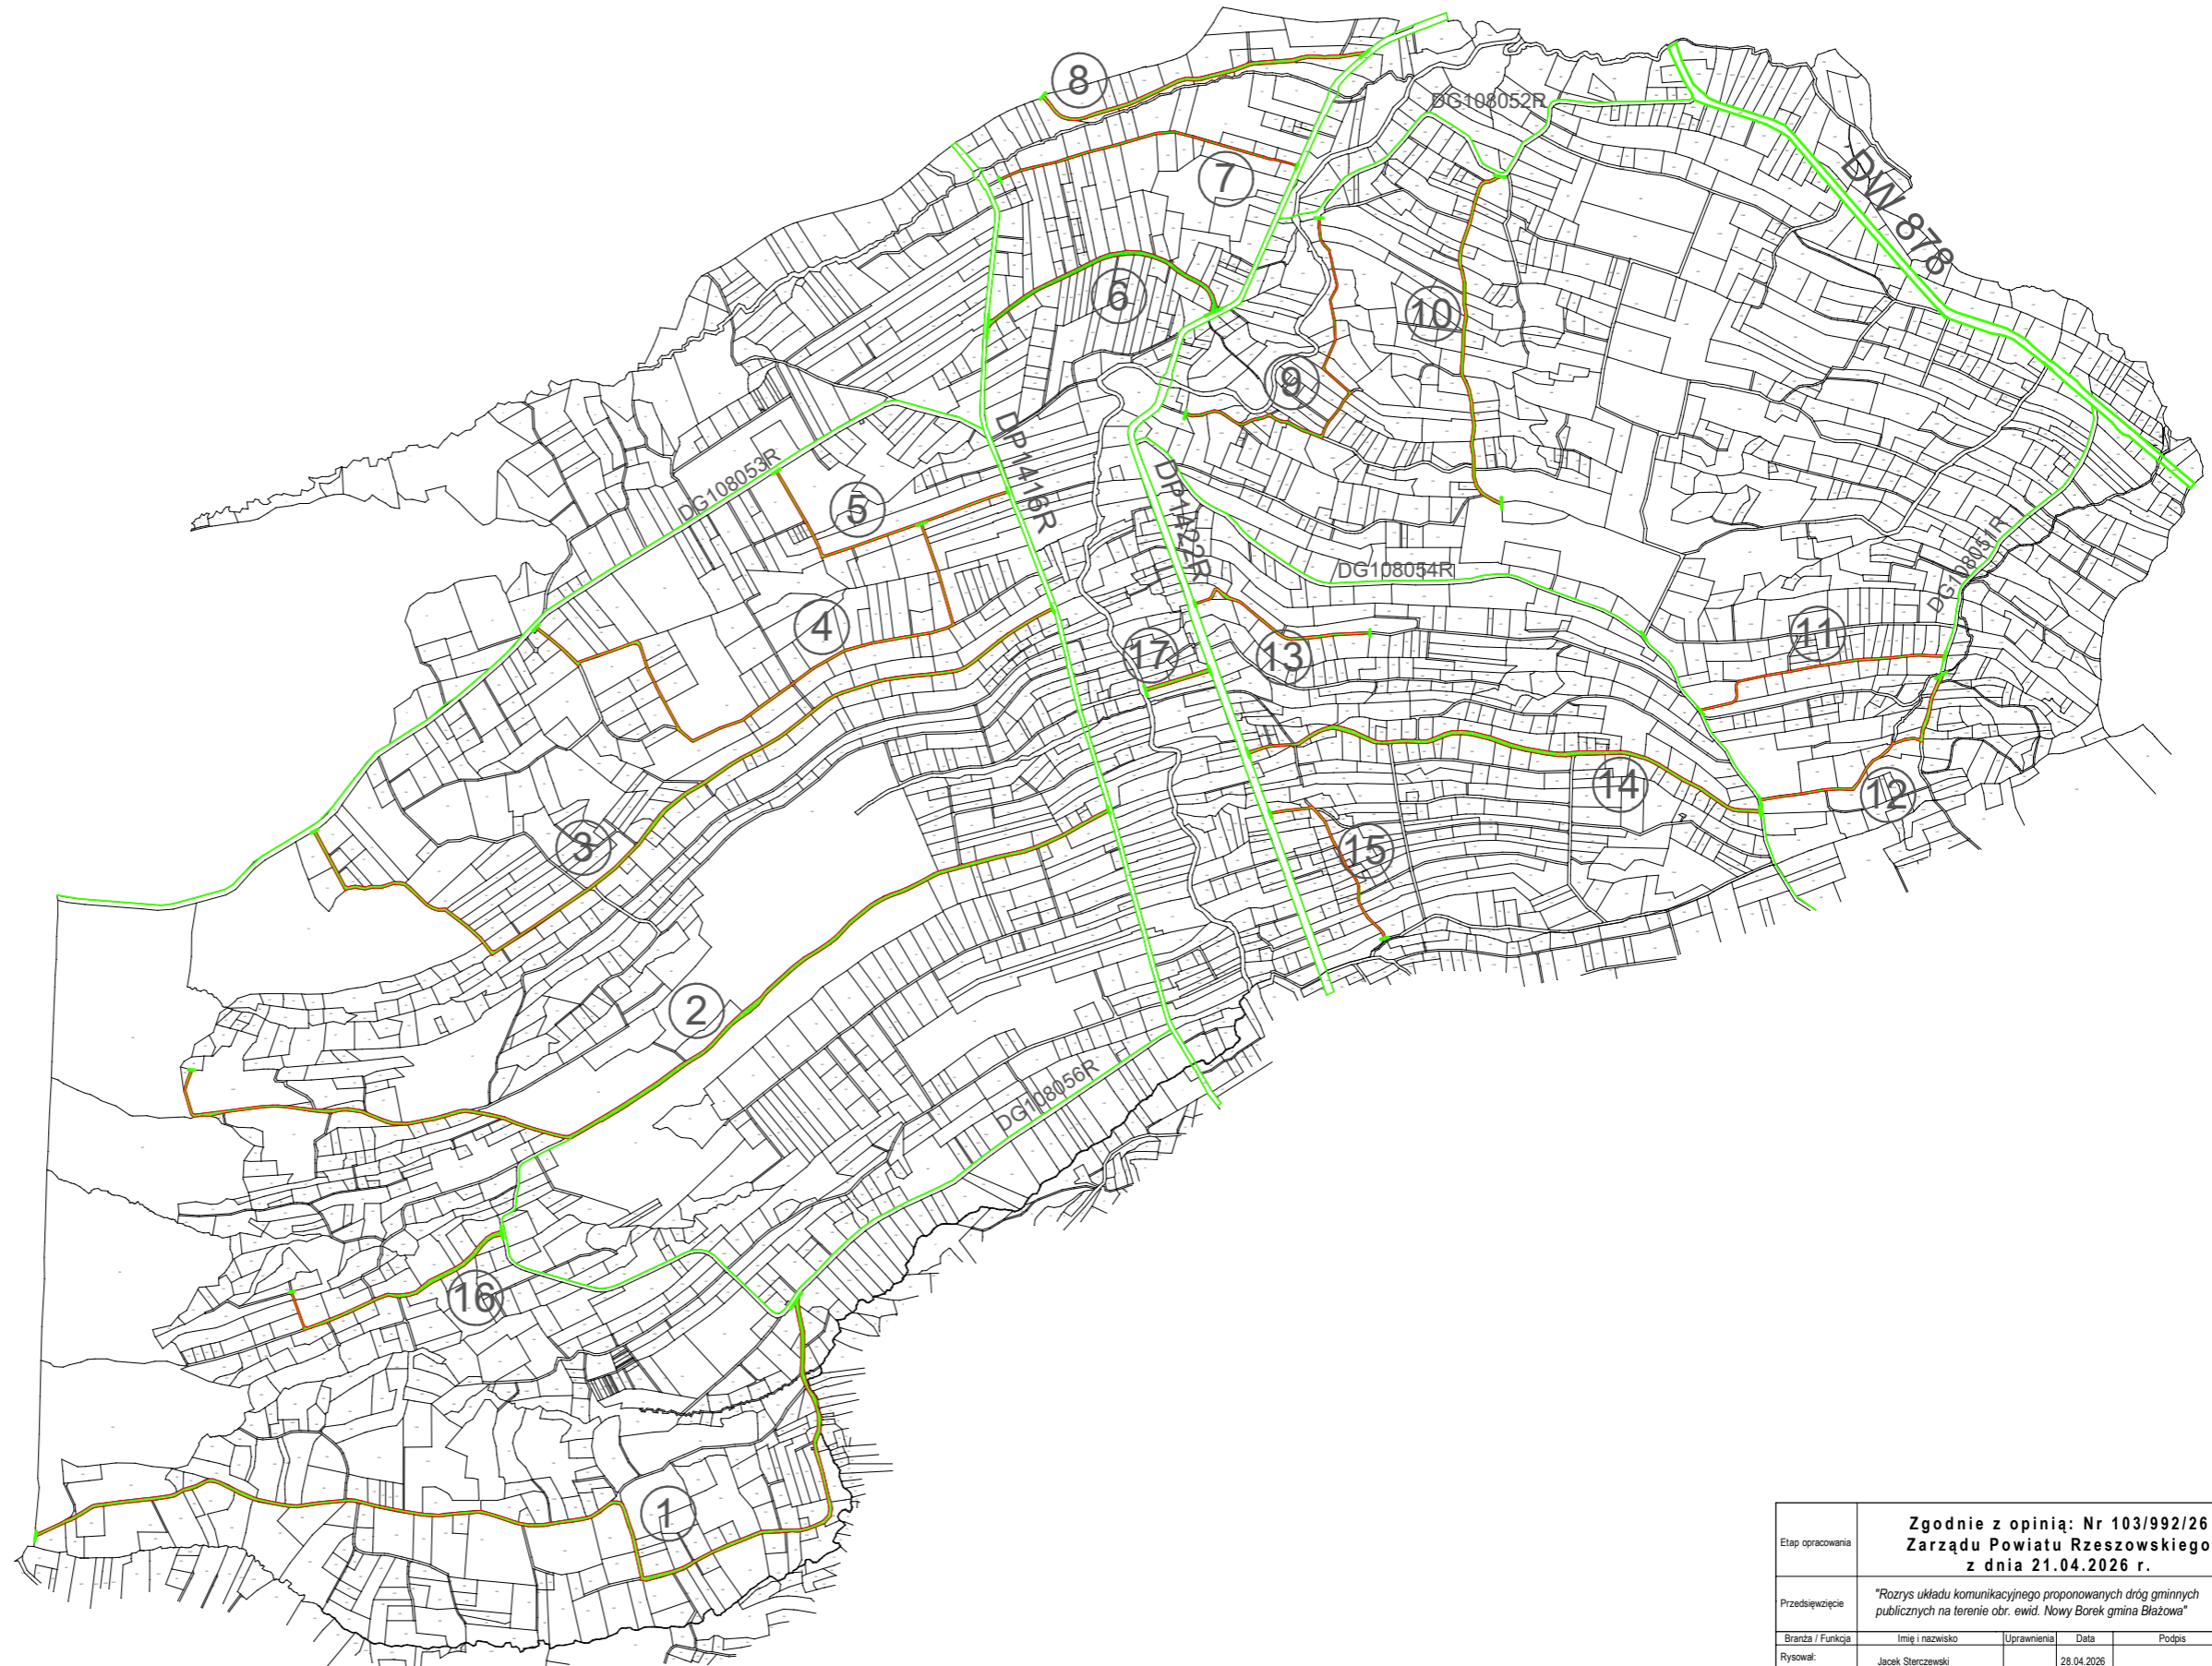 8
DG108052R
7
DW 878
6
10
9
DG108053R
DP 1416R
5
DP1422R
DG108054R
DG108051R
4
11
17
13
14
12
3
15
2
DG108056R
16
1
Etap opracowania
Zgodnie z opinią: Nr 103/992/26
Zarządu Powiatu Rzeszowskiego
z dnia 21.04.2026 r.
Przedsięwzięcie
"Rozrys układu komunikacyjnego proponowanych dróg gminnych
publicznych na terenie obr. ewid. Nowy Borek gmina Błażowa"
Branża / Funkcja Imię i nazwisko Uprawnienia Data Podpis
Rysował: Jacek Sterczewski 28.04.2026